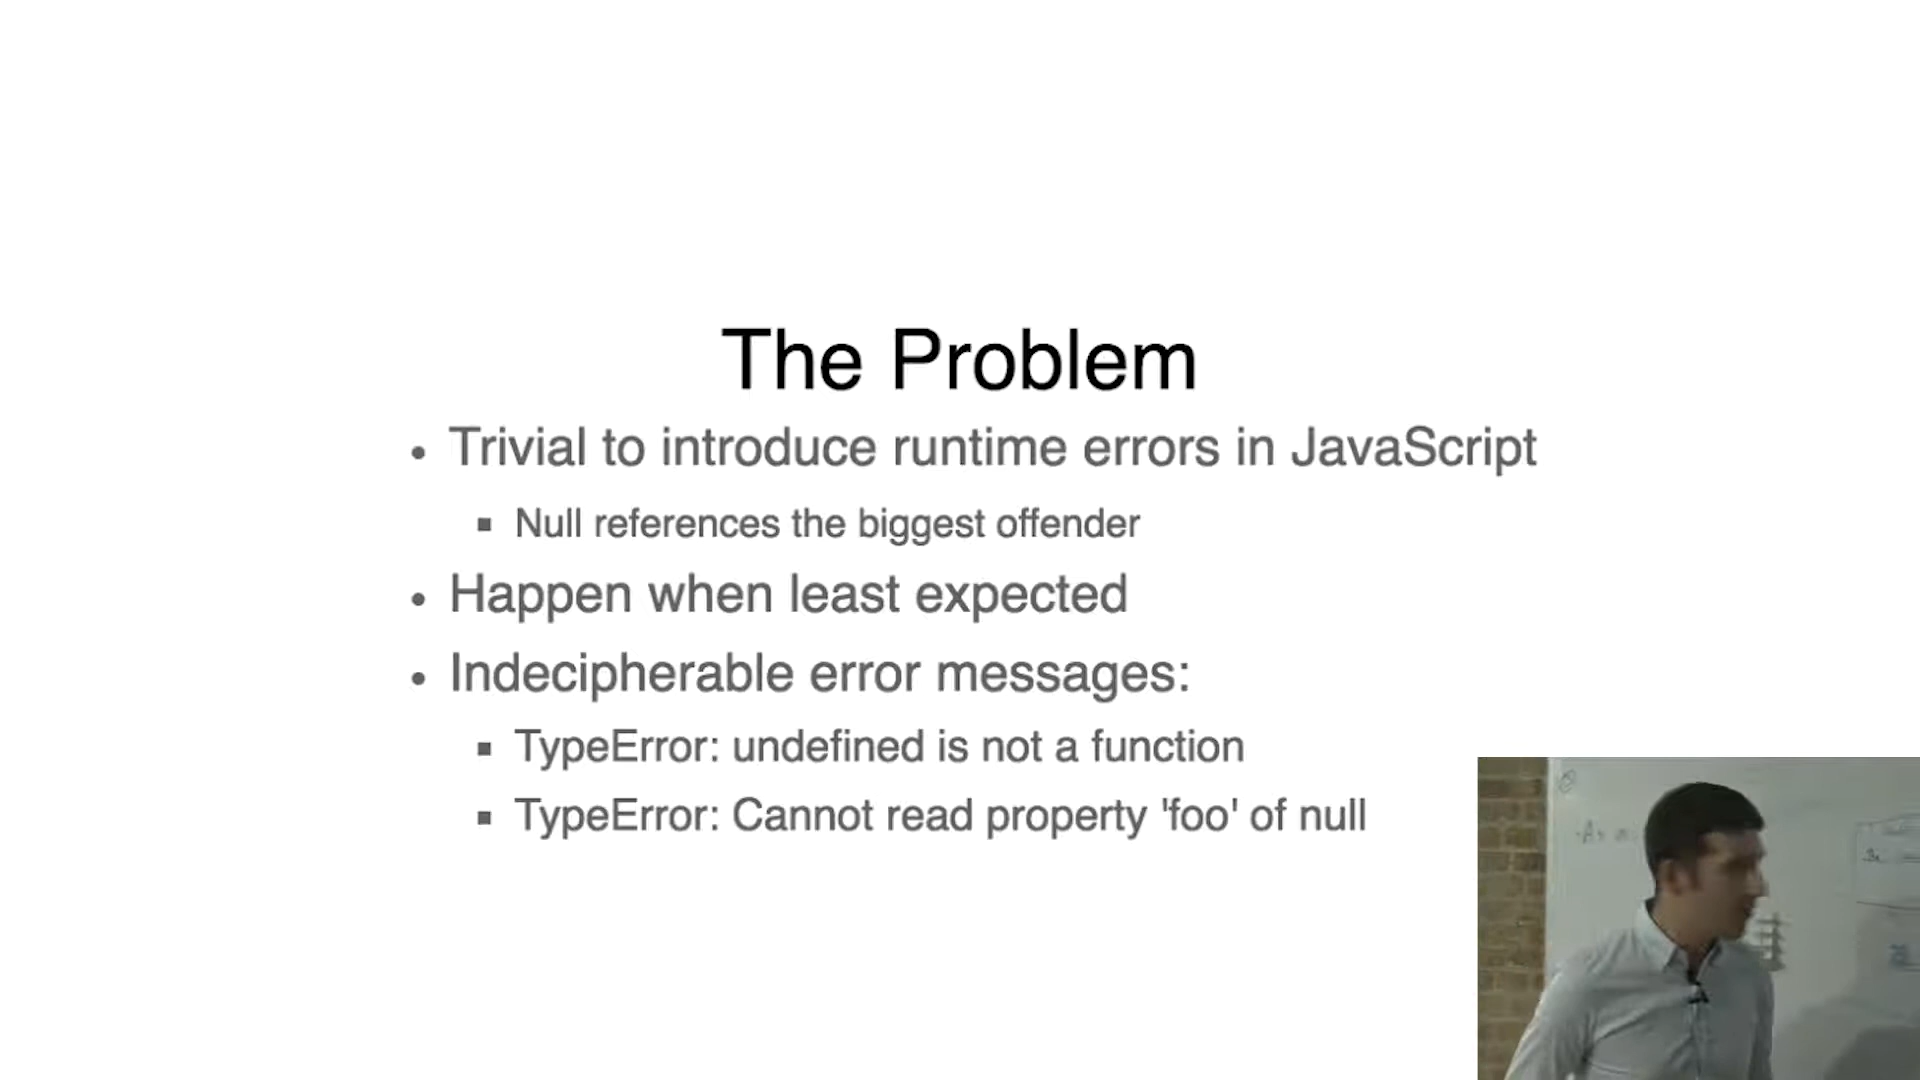 The Problem
• Trivial to introduce runtime errors in JavaScript
▪ Null references the biggest offender
• Happen when least expected
• Indecipherable error messages:
▪ TypeError: undefined is not a function
▪ TypeError: Cannot read property 'foo' of null